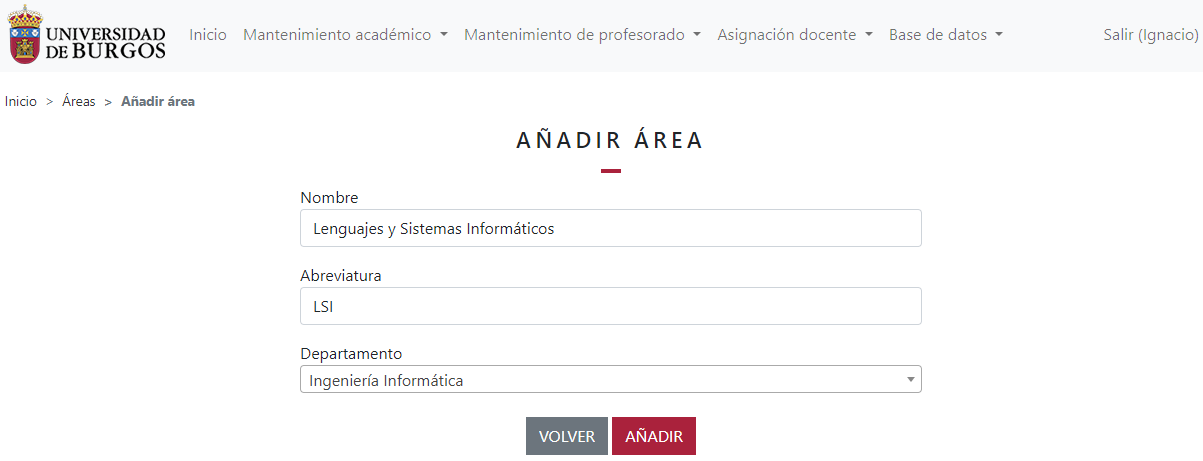 UNIVERSIDAD
DE BURGOS
Inicio Mantenimiento académico Mantenimiento de profesorado Asignación docente Base de datos Salir (Ignacio)
Inicio > Áreas > Añadir área
AÑADIR ÁREA
Nombre
Lenguajes y Sistemas Informáticos
Abreviatura
LSI
Departamento
Ingeniería Informática
VOLVER AÑADIR